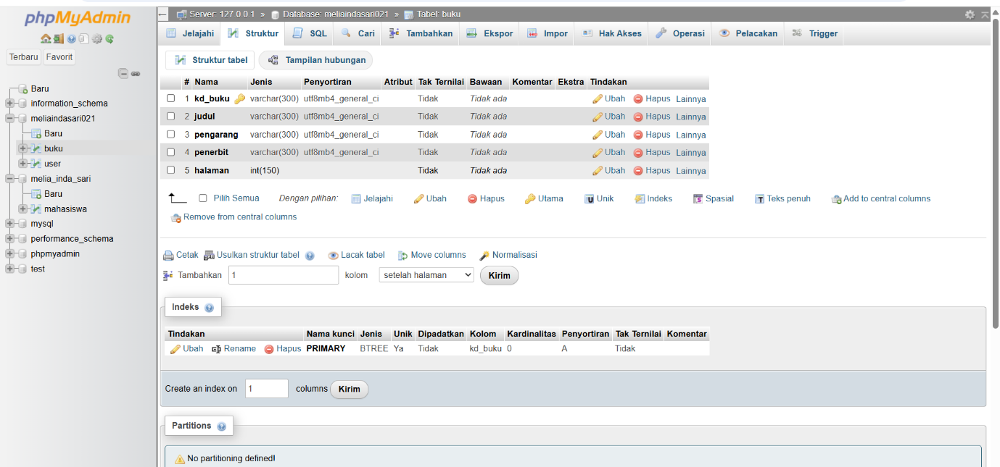 phpMyAdmin
Terbaru Favorit
Baru
information_schema
meliaindasari021
Baru
buku
user
melia_inda_sari
Baru
mahasiswa
mysql
performance_schema
phpmyadmin
test
Server: 127.0.0.1 » Database: meliaindasari021 » Tabel: buku
Jelajahi Struktur SQL Cari Tambahkan Ekspor Impor Hak Akses Operasi Pelacakan Trigger
Struktur tabel Tampilan hubungan
# Nama Jenis Penyortiran Atribut Tak Ternilai Bawaan Komentar Ekstra Tindakan
1 kd_buku varchar(300) utf8mb4_general_ci Tidak Tidak ada Ubah Hapus Lainnya
2 judul varchar(300) utf8mb4_general_ci Tidak Tidak ada Ubah Hapus Lainnya
3 pengarang varchar(300) utf8mb4_general_ci Tidak Tidak ada Ubah Hapus Lainnya
4 penerbit varchar(300) utf8mb4_general_ci Tidak Tidak ada Ubah Hapus Lainnya
5 halaman int(150) Tidak Tidak ada Ubah Hapus Lainnya
Pilih Semua Dengan pilihan: Jelajahi Ubah Hapus Utama Unik Indeks Spasial Teks penuh Add to central columns
Remove from central columns
Cetak Usulkan struktur tabel Lacak tabel Move columns Normalisasi
Tambahkan 1 kolom setelah halaman Kirim
Indeks
Tindakan Nama kunci Jenis Unik Dipadatkan Kolom Kardinalitas Penyortiran Tak Ternilai Komentar
Ubah Rename Hapus PRIMARY BTREE Ya Tidak kd_buku 0 A Tidak
Create an index on 1 columns Kirim
Partitions
No partitioning defined!